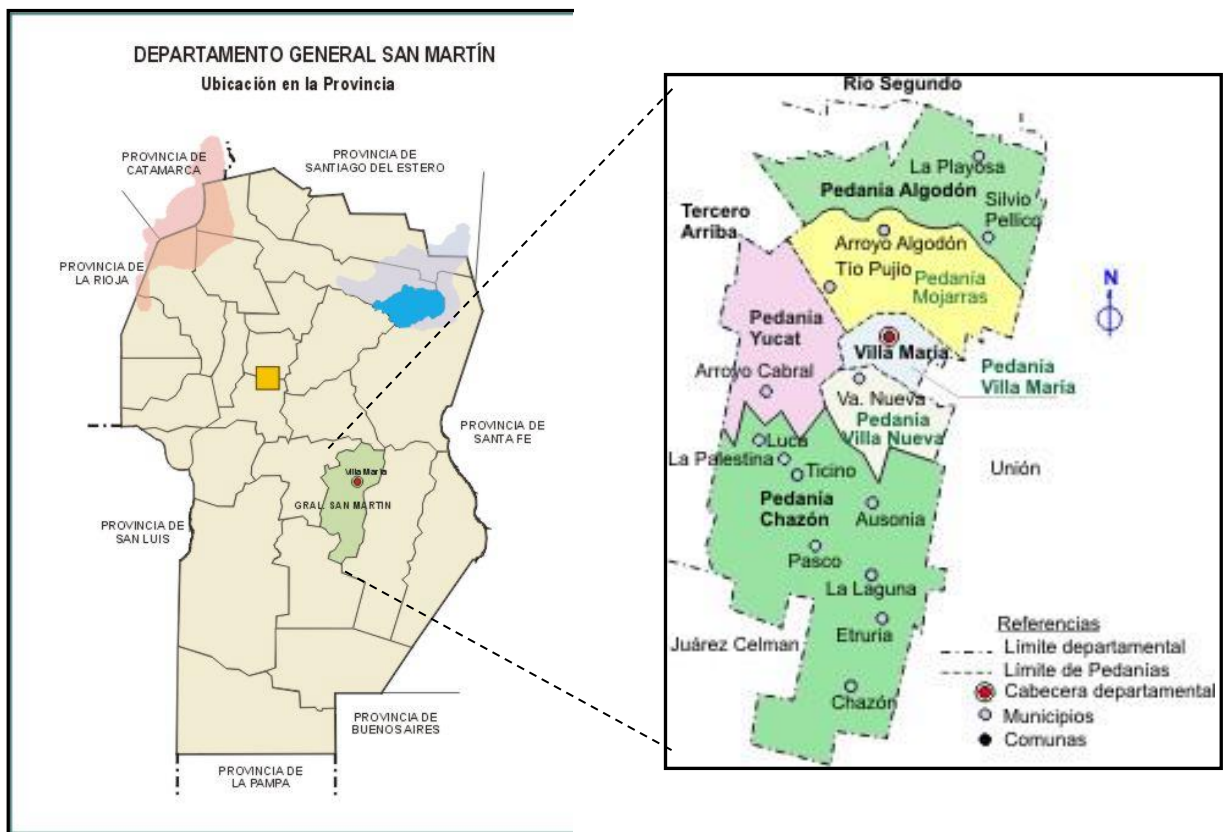 DEPARTAMENTO GENERAL SAN MARTÍN
Ubicación en la Provincia
PROVINCIA DE
CATAMARCA
PROVINCIA DE
SANTIAGO DEL ESTERO
PROVINCIA DE
LA RIOJA
PROVINCIA DE
SANTA FE
Villa María
GRAL. SAN MARTIN
PROVINCIA DE
SAN LUIS
PROVINCIA DE
BUENOS AIRES
PROVINCIA DE
LA PAMPA
Río Segundo
La Playosa
Pedanía Algodón
Silvio
Pellico
Tercero
Arriba
Arroyo Algodón
Tío Pujio
Pedanía
Mojarras
N
Pedanía
Yucat
Villa María
Pedanía
Villa María
Arroyo Cabral
Va. Nueva
Pedanía
Villa Nueva
Luca
La Palestina
Ticino
Unión
Pedanía
Chazón
Ausonia
Pasco
La Laguna
Etruria
Juárez Celman
Chazón
Referencias
Límite departamental
Límite de Pedanías
Cabecera departamental
Municipios
Comunas